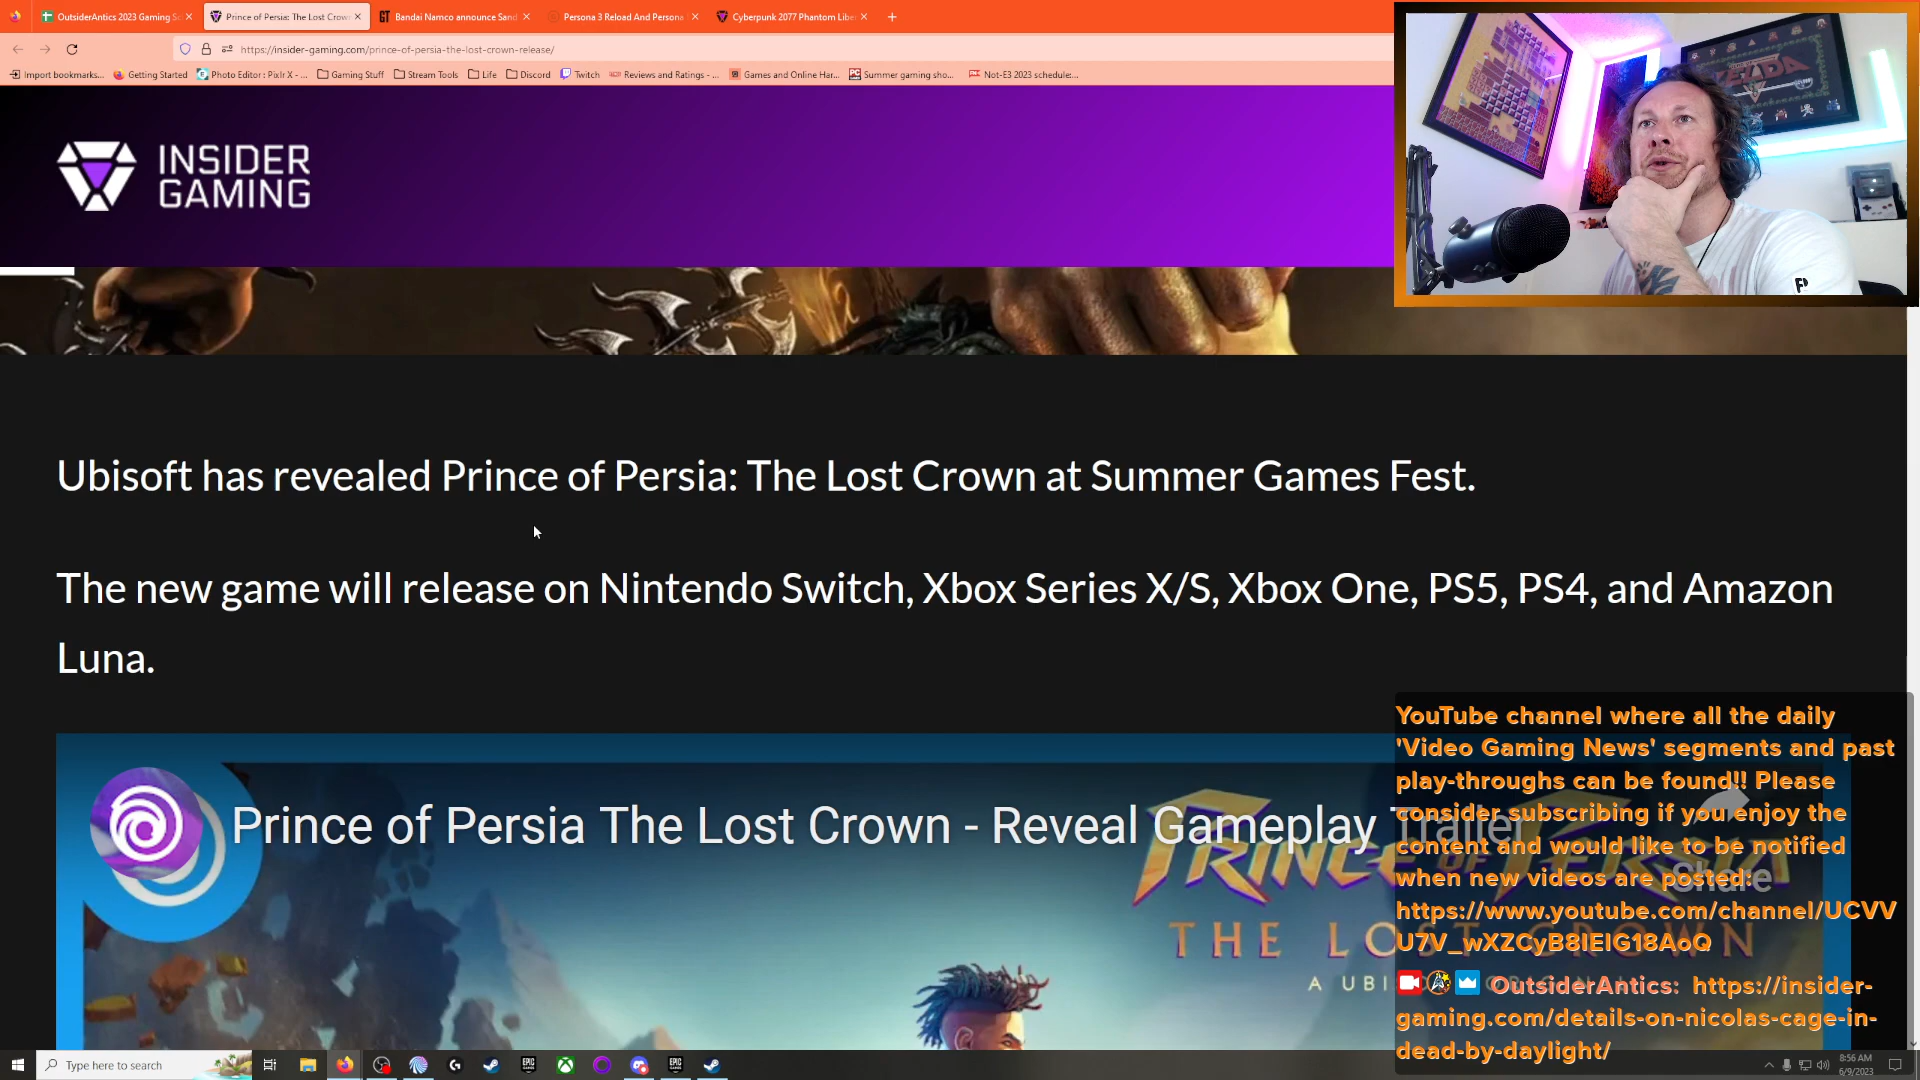 OutsiderAntics 2023 Gaming Sc
Prince of Persia: The Lost Crow
Bandai Namco announce Sand
Persona 3 Reload And Persona
Cyberpunk 2077 Phantom Libe
https://insider-gaming.com/prince-of-persia-the-lost-crown-release/
Import bookmarks...
Getting Started
Photo Editor : Pixlr X - ...
Gaming Stuff
Stream Tools
Life
Discord
Twitch
Reviews and Ratings - ...
Games and Online Har...
Summer gaming sho...
Not-E3 2023 schedule:...
INSIDER
GAMING
ZELDA
Ubisoft has revealed Prince of Persia: The Lost Crown at Summer Games Fest.
The new game will release on Nintendo Switch, Xbox Series X/S, Xbox One, PS5, PS4, and Amazon
Luna.
Prince of Persia The Lost Crown - Reveal Gameplay Trailer
Share
PRINCE OF PERSIA
THE LOST CROWN
YouTube channel where all the daily
'Video Gaming News' segments and past
play-throughs can be found!! Please
consider subscribing if you enjoy the
content and would like to be notified
when new videos are posted:
https://www.youtube.com/channel/UCVV
U7V_wXZCyB8IEIG18AoQ
OutsiderAntics: https://insider-
gaming.com/details-on-nicolas-cage-in-
dead-by-daylight/
Type here to search
8:56 AM
6/9/2023